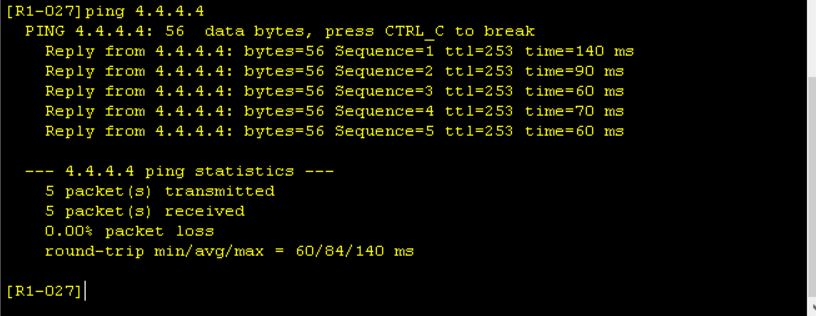 [R1-027]ping 4.4.4.4
PING 4.4.4.4: 56  data bytes, press CTRL_C to break
Reply from 4.4.4.4: bytes=56 Sequence=1 ttl=253 time=140 ms
Reply from 4.4.4.4: bytes=56 Sequence=2 ttl=253 time=90 ms
Reply from 4.4.4.4: bytes=56 Sequence=3 ttl=253 time=60 ms
Reply from 4.4.4.4: bytes=56 Sequence=4 ttl=253 time=70 ms
Reply from 4.4.4.4: bytes=56 Sequence=5 ttl=253 time=60 ms
--- 4.4.4.4 ping statistics ---
5 packet(s) transmitted
5 packet(s) received
0.00% packet loss
round-trip min/avg/max = 60/84/140 ms
[R1-027]